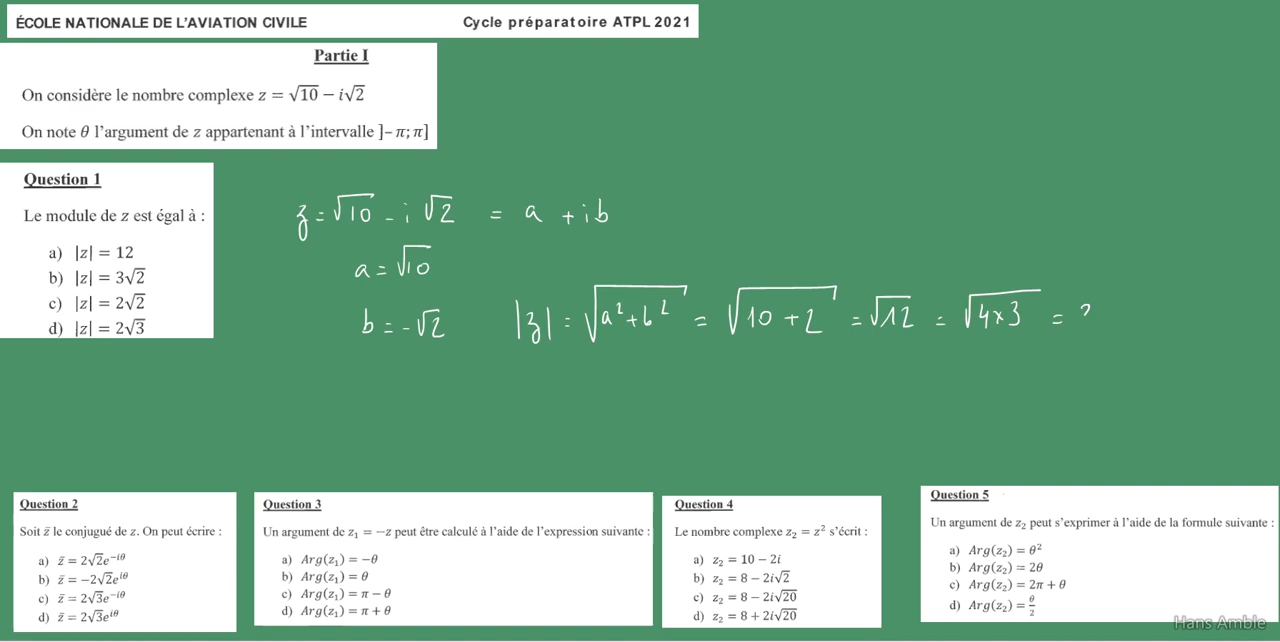 ÉCOLE NATIONALE DE L'AVIATION CIVILE Cycle préparatoire ATPL 2021
Partie I
On considère le nombre complexe z = √10 − i√2
On note θ l'argument de z appartenant à l'intervalle ]−π; π]
Question 1
Le module de z est égal à :
a) |z| = 12
b) |z| = 3√2
c) |z| = 2√2
d) |z| = 2√3
z = √10 - i √2 = a + ib
a = √10
b = -√2 |z| = √(a² + b²) = √(10 + 2) = √12 = √(4×3) = 2
Question 2
Soit z̄ le conjugué de z. On peut écrire :
a) z̄ = 2√2e^(−iθ)
b) z̄ = −2√2e^(iθ)
c) z̄ = 2√3e^(−iθ)
d) z̄ = 2√3e^(iθ)
Question 3
Un argument de z₁ = −z peut être calculé à l'aide de l'expression suivante :
a) Arg(z₁) = −θ
b) Arg(z₁) = θ
c) Arg(z₁) = π − θ
d) Arg(z₁) = π + θ
Question 4
Le nombre complexe z₂ = z² s'écrit :
a) z₂ = 10 − 2i
b) z₂ = 8 − 2i√2
c) z₂ = 8 − 2i√20
d) z₂ = 8 + 2i√20
Question 5
Un argument de z₂ peut s'exprimer à l'aide de la formule suivante :
a) Arg(z₂) = θ²
b) Arg(z₂) = 2θ
c) Arg(z₂) = 2π + θ
d) Arg(z₂) = θ/2
Hans Amble